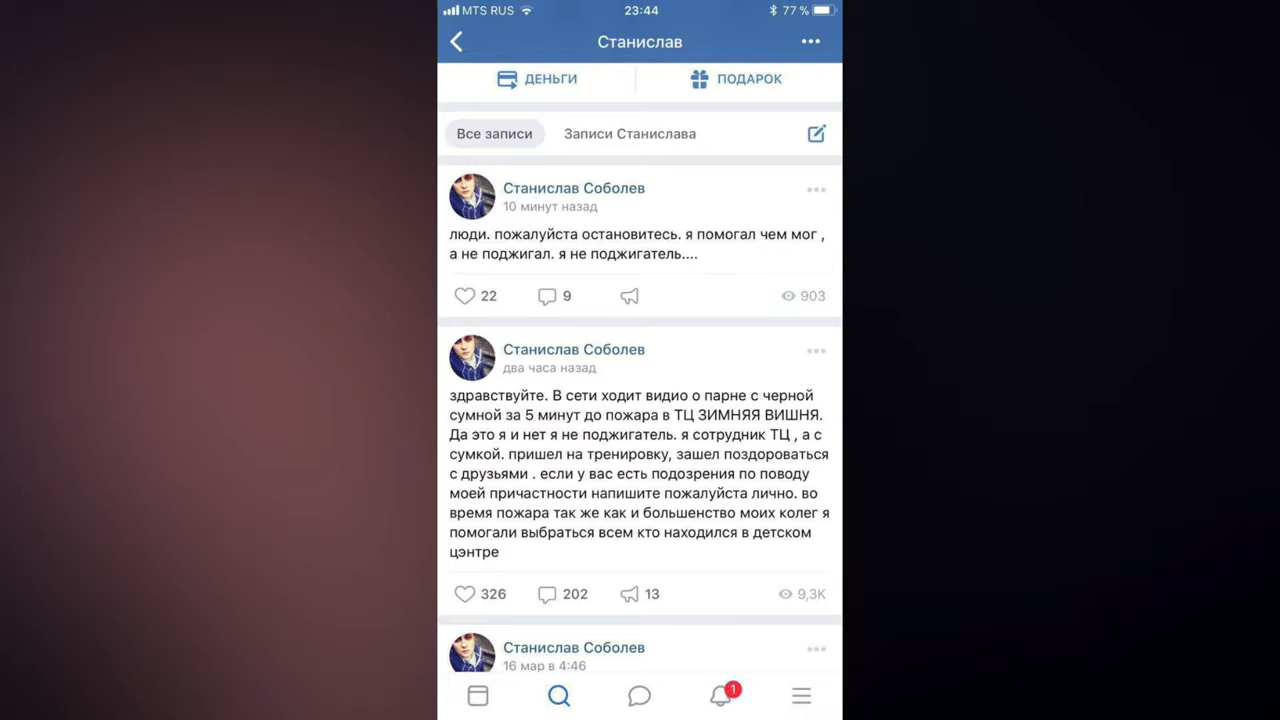 MTS RUS 23:44 77 %
Станислав
ДЕНЬГИ ПОДАРОК
Все записи Записи Станислава
Станислав Соболев
10 минут назад
люди. пожалуйста остановитесь. я помогал чем мог ,
а не поджигал. я не поджигатель....
22 9 903
Станислав Соболев
два часа назад
здравствуйте. В сети ходит видио о парне с черной
сумной за 5 минут до пожара в ТЦ ЗИМНЯЯ ВИШНЯ.
Да это я и нет я не поджигатель. я сотрудник ТЦ , а с
сумкой. пришел на тренировку, зашел поздороваться
с друзьями . если у вас есть подозрения по поводу
моей причастности напишите пожалуйста лично. во
время пожара так же как и большенство моих колег я
помогали выбраться всем кто находился в детском
цэнтре
326 202 13 9,3K
Станислав Соболев
16 мар в 4:46
1